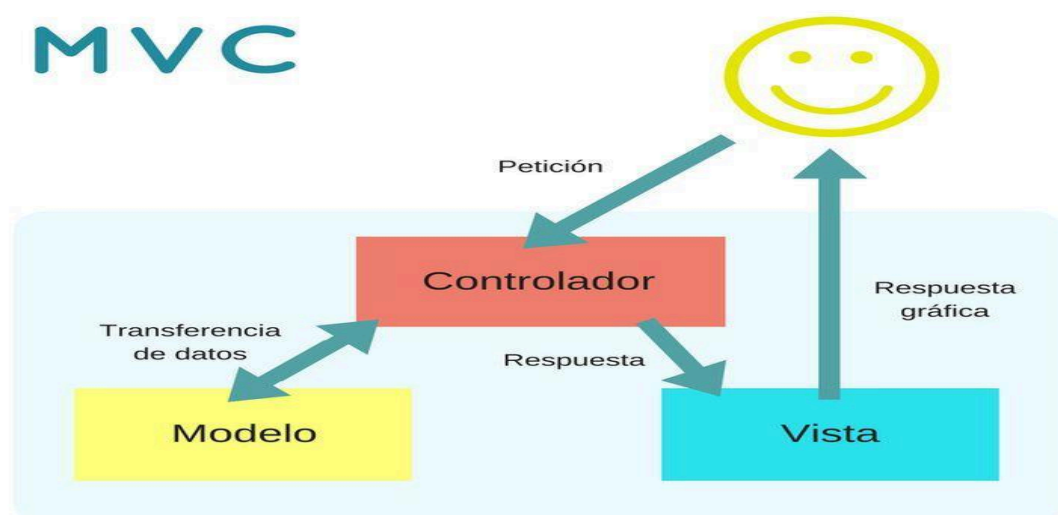 MVC
Petición
Controlador
Respuesta
gráfica
Transferencia
de datos
Respuesta
Modelo
Vista